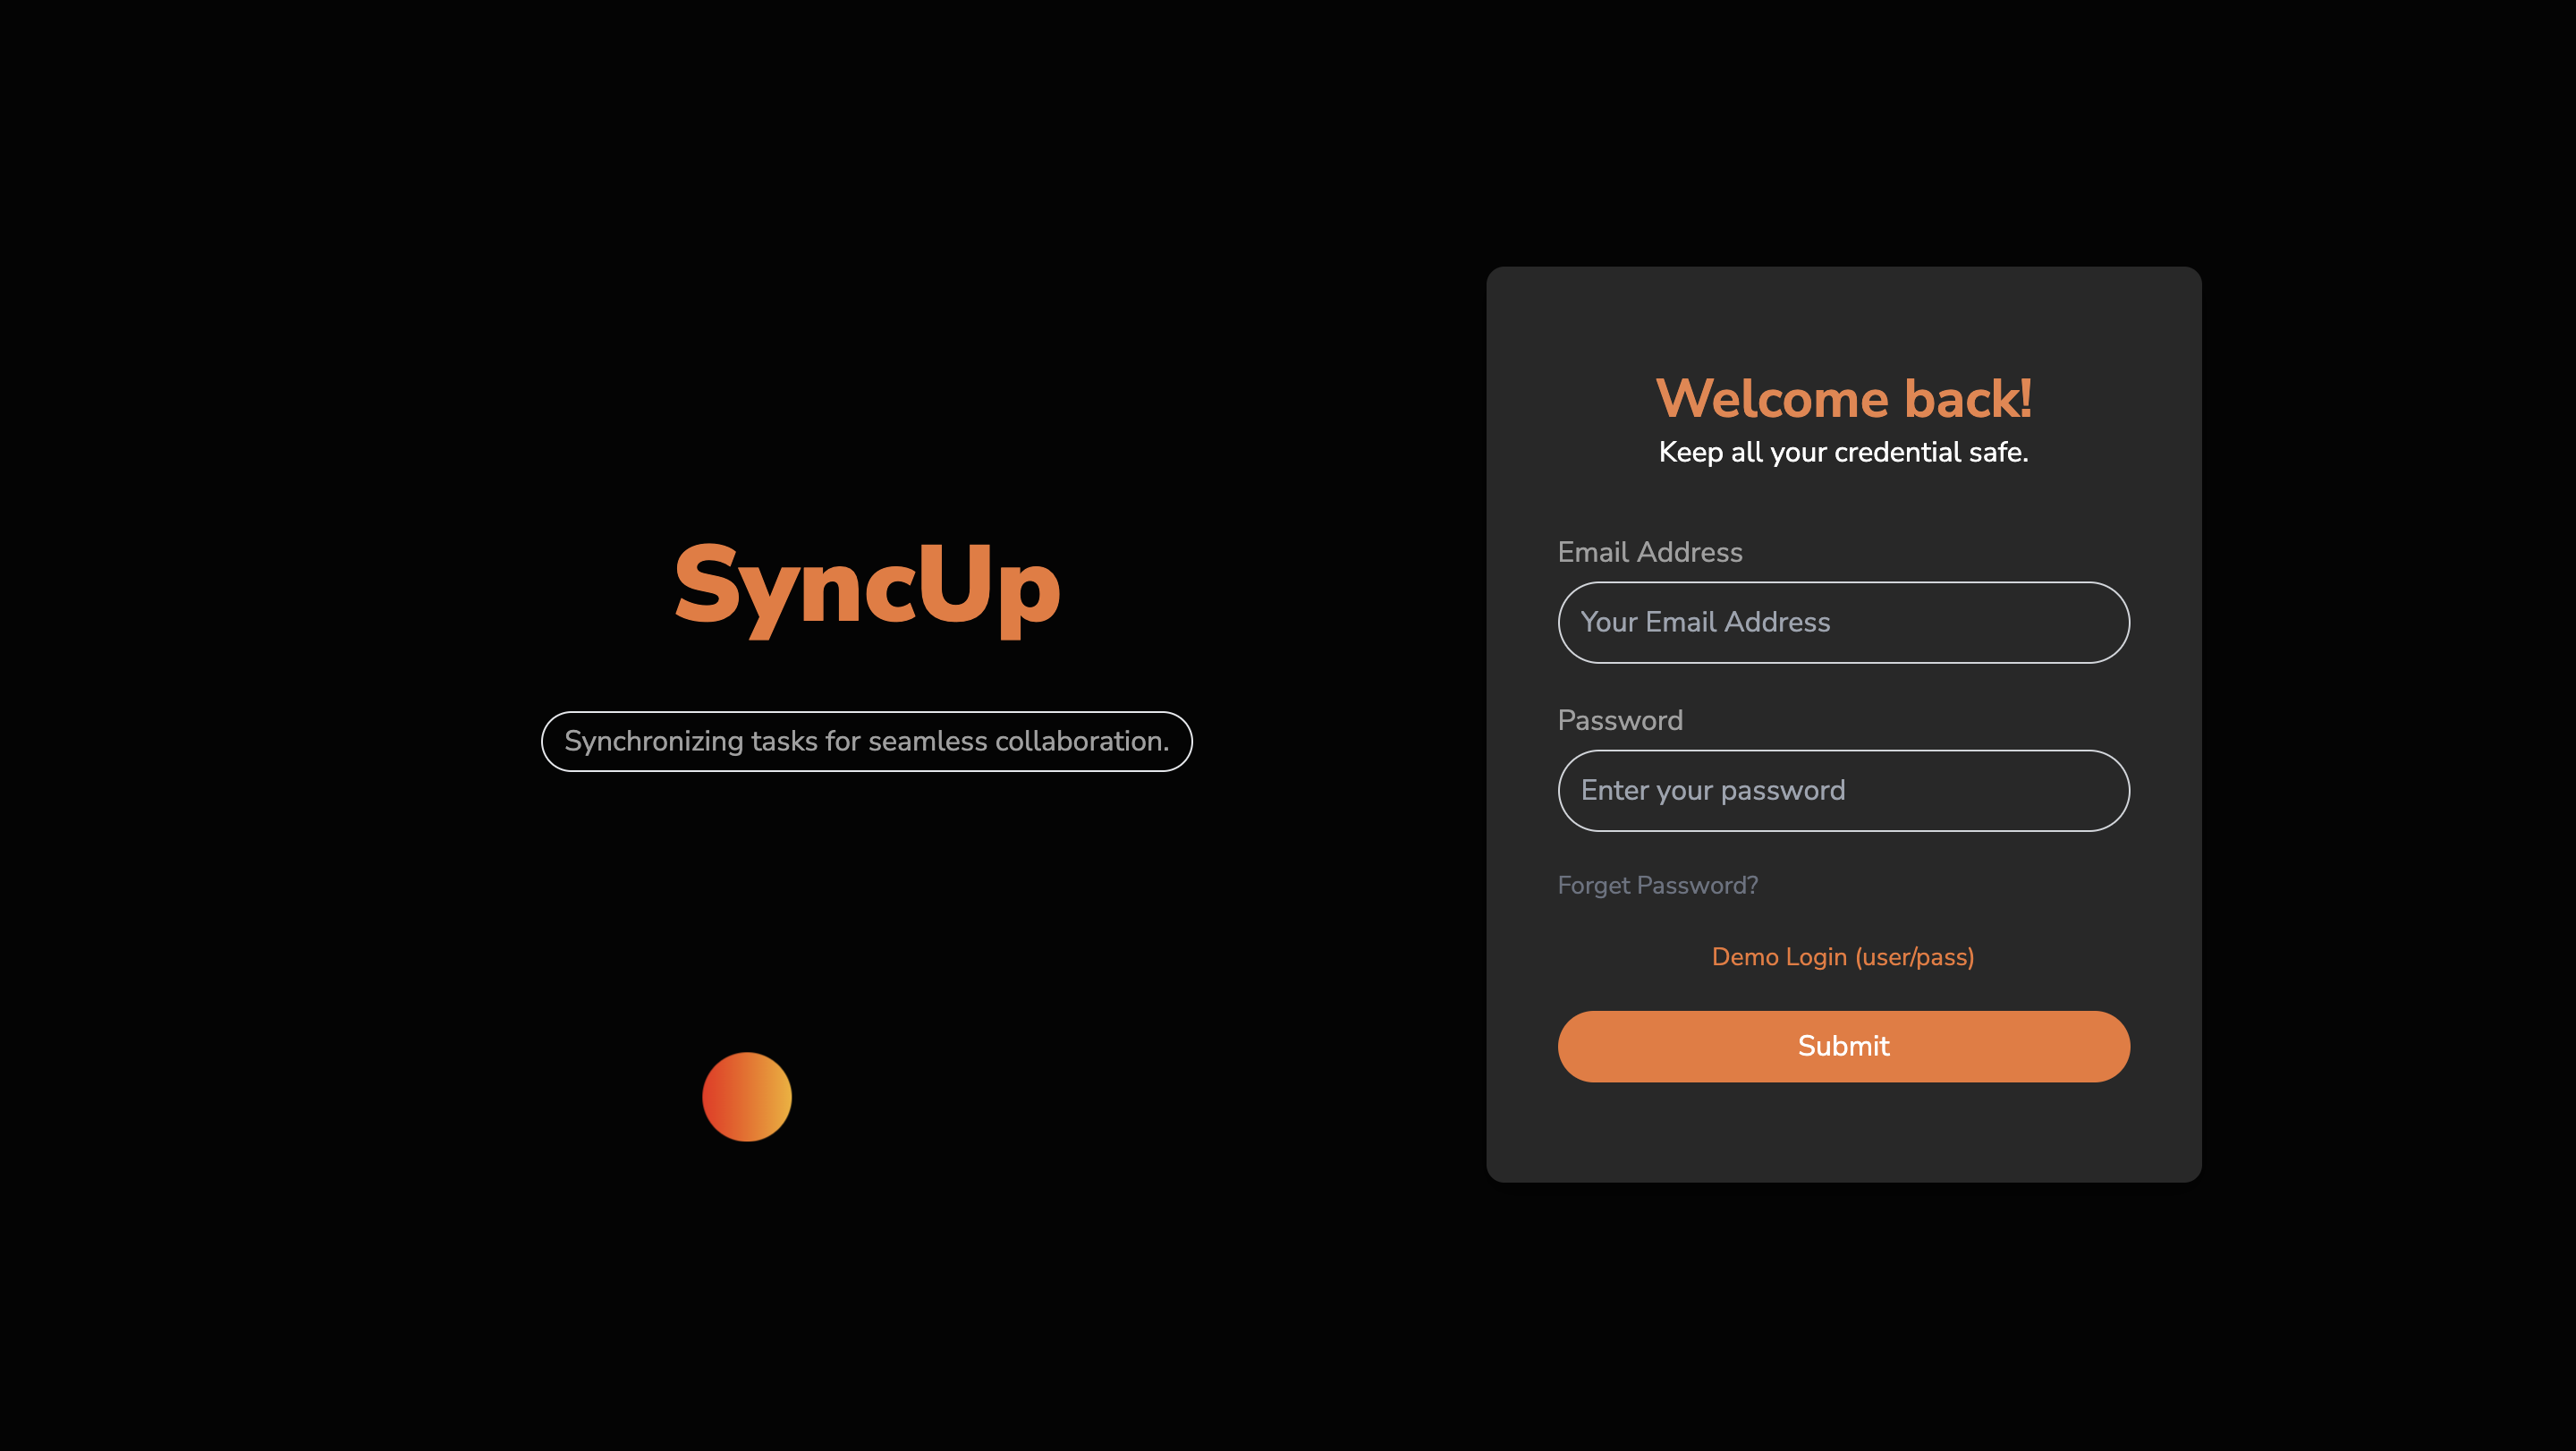 SyncUp
Synchronizing tasks for seamless collaboration.
Welcome back!
Keep all your credential safe.
Email Address
Your Email Address
Password
Enter your password
Forget Password?
Demo Login (user/pass)
Submit